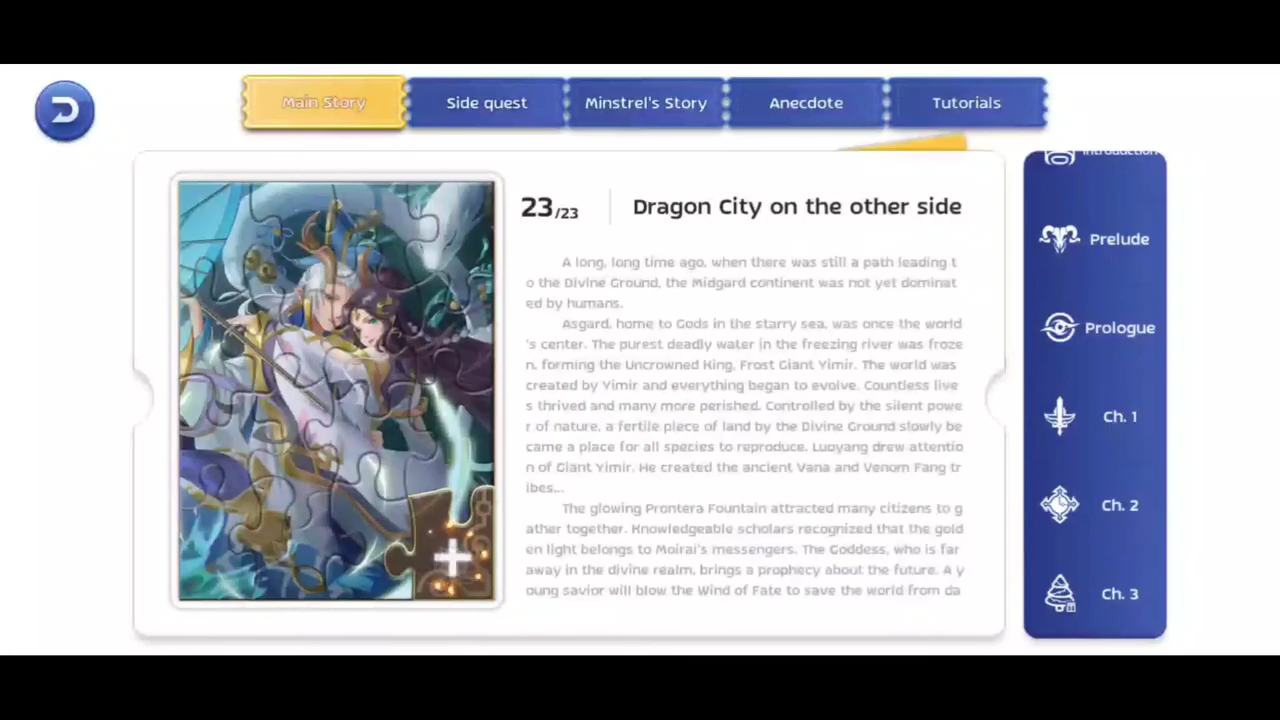 Main Story
Side quest
Minstrel's Story
Anecdote
Tutorials
23/23
Dragon City on the other side
A long, long time ago, when there was still a path leading t
o the Divine Ground, the Midgard continent was not yet dominat
ed by humans.
Asgard, home to Gods in the starry sea, was once the world
's center. The purest deadly water in the freezing river was froze
n, forming the Uncrowned King, Frost Giant Yimir. The world was
created by Yimir and everything began to evolve. Countless live
s thrived and many more perished. Controlled by the silent powe
r of nature, a fertile piece of land by the Divine Ground slowly be
came a place for all species to reproduce. Luoyang drew attentio
n of Giant Yimir. He created the ancient Vana and Venom Fang tr
ibes...
The glowing Prontera Fountain attracted many citizens to g
ather together. Knowledgeable scholars recognized that the gold
en light belongs to Moirai's messengers. The Goddess, who is far
away in the divine realm, brings a prophecy about the future. A y
oung savior will blow the Wind of Fate to save the world from da
Introduction
Prelude
Prologue
Ch. 1
Ch. 2
Ch. 3